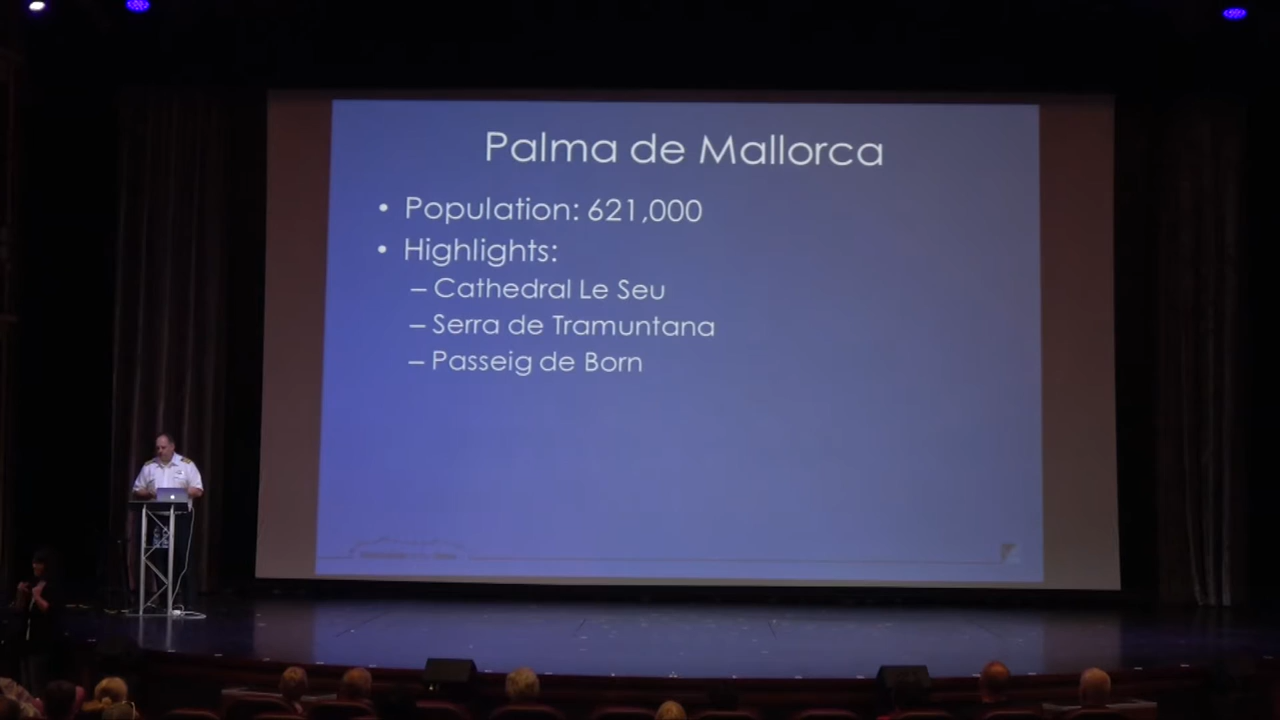 Palma de Mallorca
• Population: 621,000
• Highlights:
– Cathedral Le Seu
– Serra de Tramuntana
– Passeig de Born